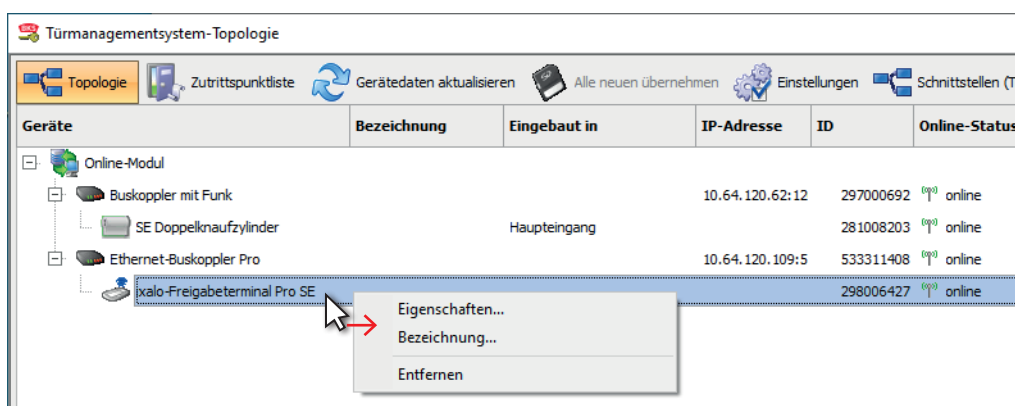 Türmanagementsystem-Topologie
Topologie Zutrittspunktliste Gerätedaten aktualisieren Alle neuen übernehmen Einstellungen Schnittstellen (T
Geräte Bezeichnung Eingebaut in IP-Adresse ID Online-Status
Online-Modul
Buskoppler mit Funk 10.64.120.62:12 297000692 online
SE Doppelknaufzylinder Haupteingang 281008203 online
Ethernet-Buskoppler Pro 10.64.120.109:5 533311408 online
ixalo-Freigabeterminal Pro SE 298006427 online
Eigenschaften...
Bezeichnung...
Entfernen